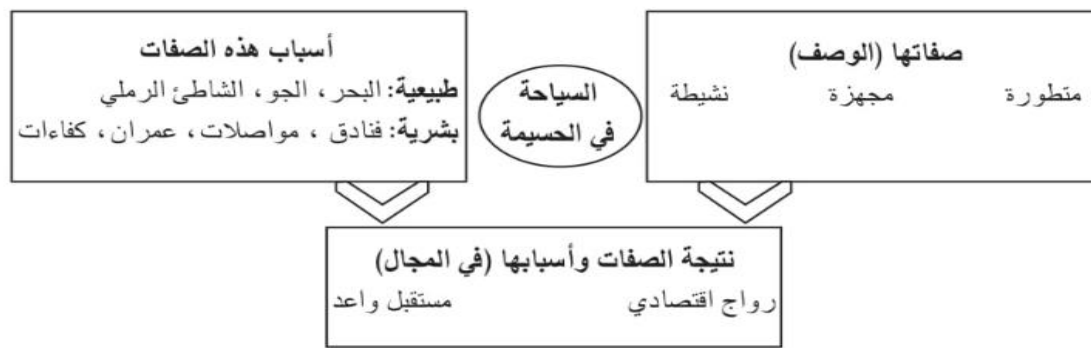 صفاتها (الوصف)
متطورة مجهزة نشيطة
السياحة
في الحسيمة
أسباب هذه الصفات
طبيعية: البحر، الجو، الشاطئ الرملي
بشرية: فنادق ، مواصلات، عمران، كفاءات
نتيجة الصفات وأسبابها (في المجال)
رواج اقتصادي مستقبل واعد